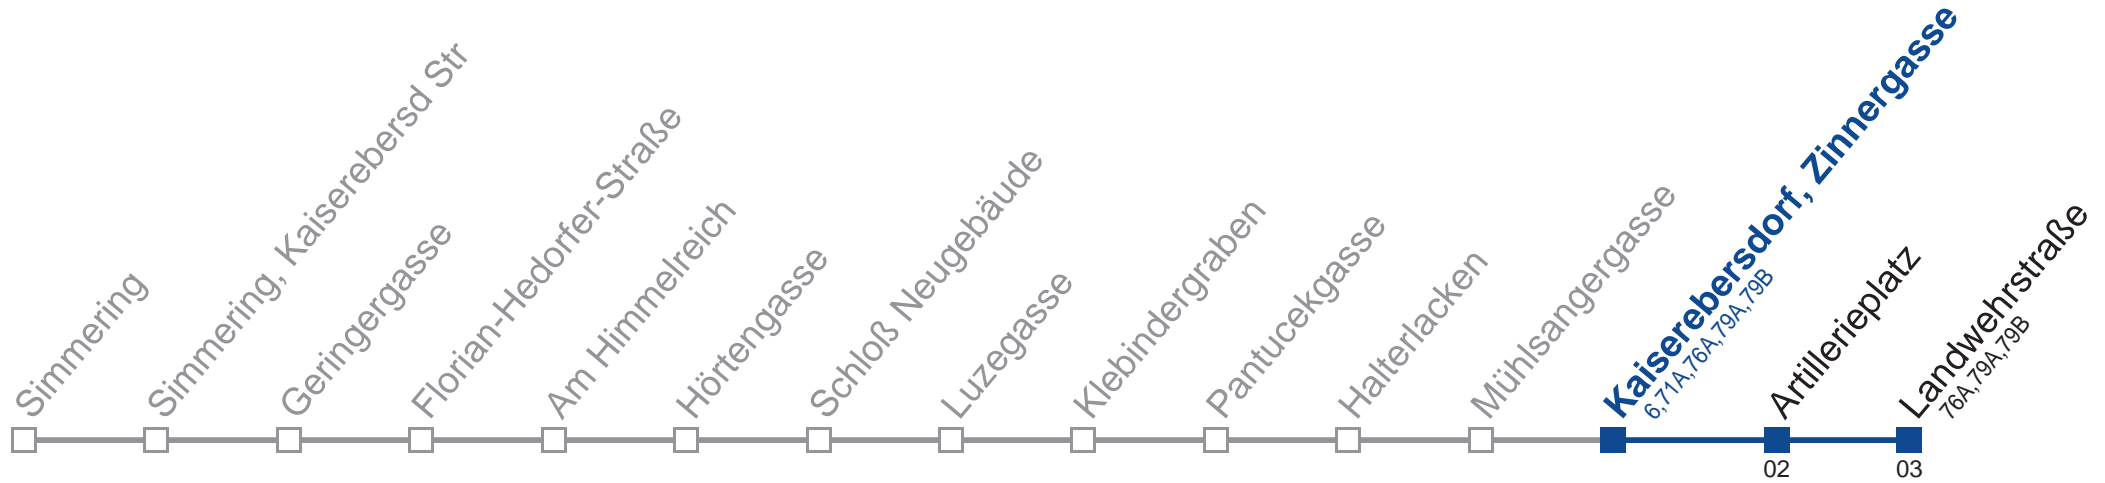 Simmering
Simmering, Kaiserebersd Str
Geringergasse
Florian-Hedorfer-Straße
Am Himmelreich
Hörtengasse
Schloß Neugebäude
Luzegasse
Klebindergraben
Pantucekgasse
Halterlacken
Mühlsangergasse
Kaiserebersdorf, Zinnergasse
6,71A,76A,79A,79B
Artillerieplatz
Landwehrstraße
76A,79A,79B
02
03